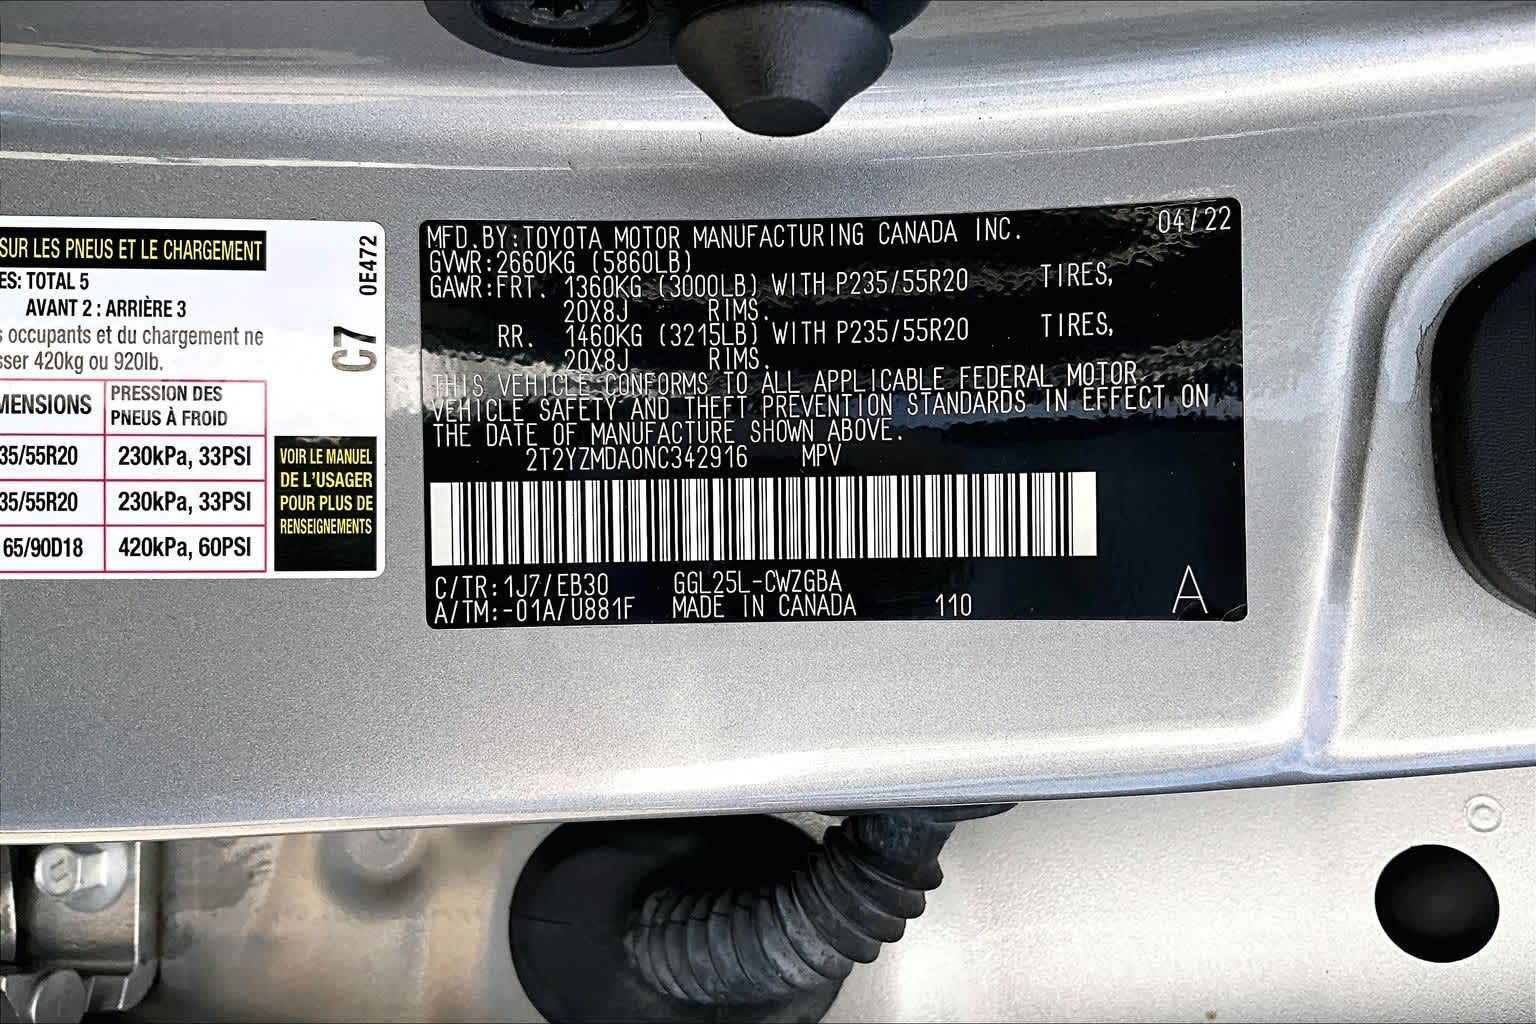 SUR LES PNEUS ET LE CHARGEMENT
ES: TOTAL 5
AVANT 2 : ARRIÈRE 3
occupants et du chargement ne
sser 420kg ou 920lb.
MENSIONS
PRESSION DES
PNEUS À FROID
35/55R20
230kPa, 33PSI
35/55R20
230kPa, 33PSI
65/90D18
420kPa, 60PSI
0E472
C7
VOIR LE MANUEL
DE L'USAGER
POUR PLUS DE
RENSEIGNEMENTS
MFD.BY:TOYOTA MOTOR MANUFACTURING CANADA INC. 04/22
GVWR:2660KG (5860LB)
GAWR:FRT. 1360KG (3000LB) WITH P235/55R20 TIRES,
20X8J RIMS.
RR. 1460KG (3215LB) WITH P235/55R20 TIRES,
20X8J RIMS.
THIS VEHICLE CONFORMS TO ALL APPLICABLE FEDERAL MOTOR
VEHICLE SAFETY AND THEFT PREVENTION STANDARDS IN EFFECT ON
THE DATE OF MANUFACTURE SHOWN ABOVE.
2T2YZMDA0NC342916 MPV
C/TR:1J7/EB30 GGL25L-CWZGBA
A/TM:-01A/U881F MADE IN CANADA 110
A